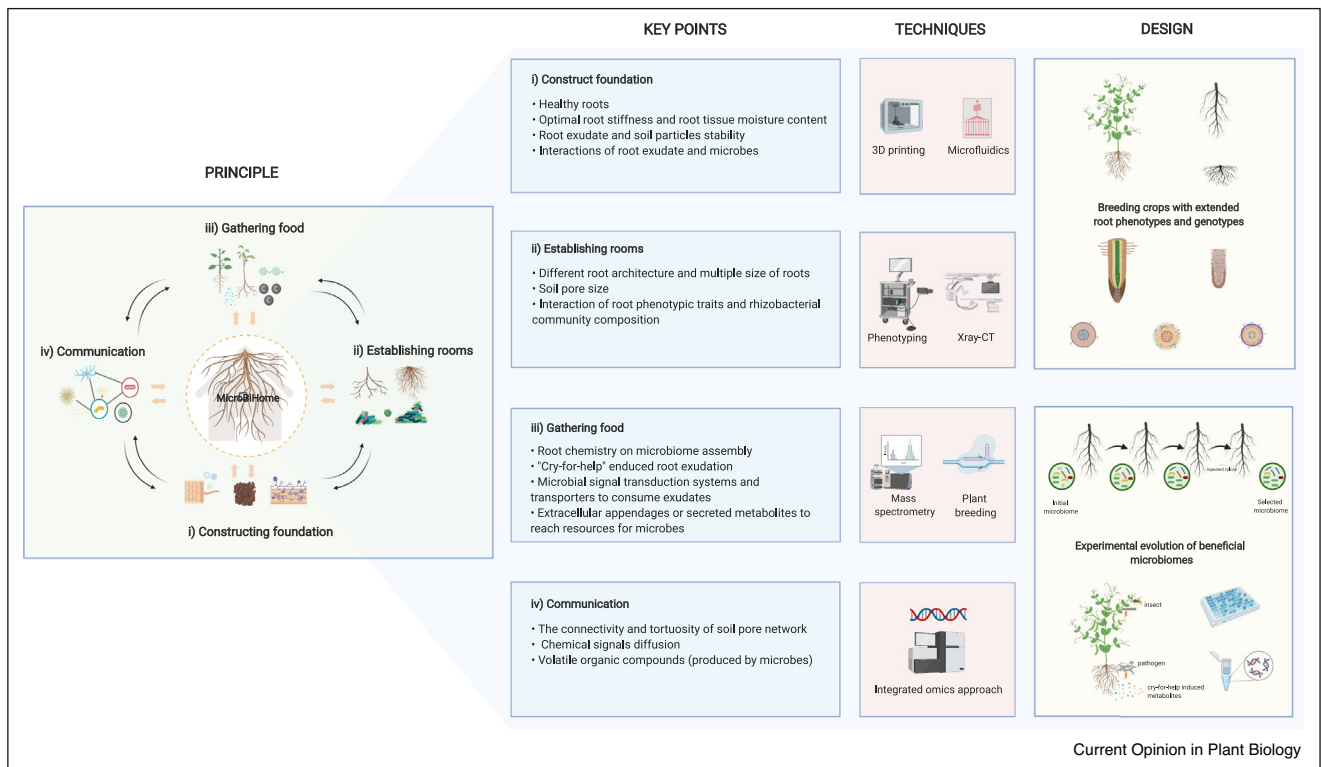 KEY POINTS
TECHNIQUES
DESIGN
PRINCIPLE
iii) Gathering food
C
C
C
C
iv) Communication
ii) Establishing rooms
MicroBiHome
i) Constructing foundation
i) Construct foundation
• Healthy roots
• Optimal root stiffness and root tissue moisture content
• Root exudate and soil particles stability
• Interactions of root exudate and microbes
3D printing
Microfluidics
ii) Establishing rooms
• Different root architecture and multiple size of roots
• Soil pore size
• Interaction of root phenotypic traits and rhizobacterial
community composition
Phenotyping
Xray-CT
Breeding crops with extended
root phenotypes and genotypes
iii) Gathering food
• Root chemistry on microbiome assembly
• "Cry-for-help" enduced root exudation
• Microbial signal transduction systems and
transporters to consume exudates
• Extracellular appendages or secreted metabolites to
reach resources for microbes
Mass
spectrometry
Plant
breeding
repeated cylces
Initial
microbiome
Selected
microbiome
Experimental evolution of beneficial
microbiomes
iv) Communication
• The connectivity and tortuosity of soil pore network
• Chemical signals diffusion
• Volatile organic compounds (produced by microbes)
Integrated omics approach
insect
pathogen
cry-for-help induced
metabolites
Current Opinion in Plant Biology